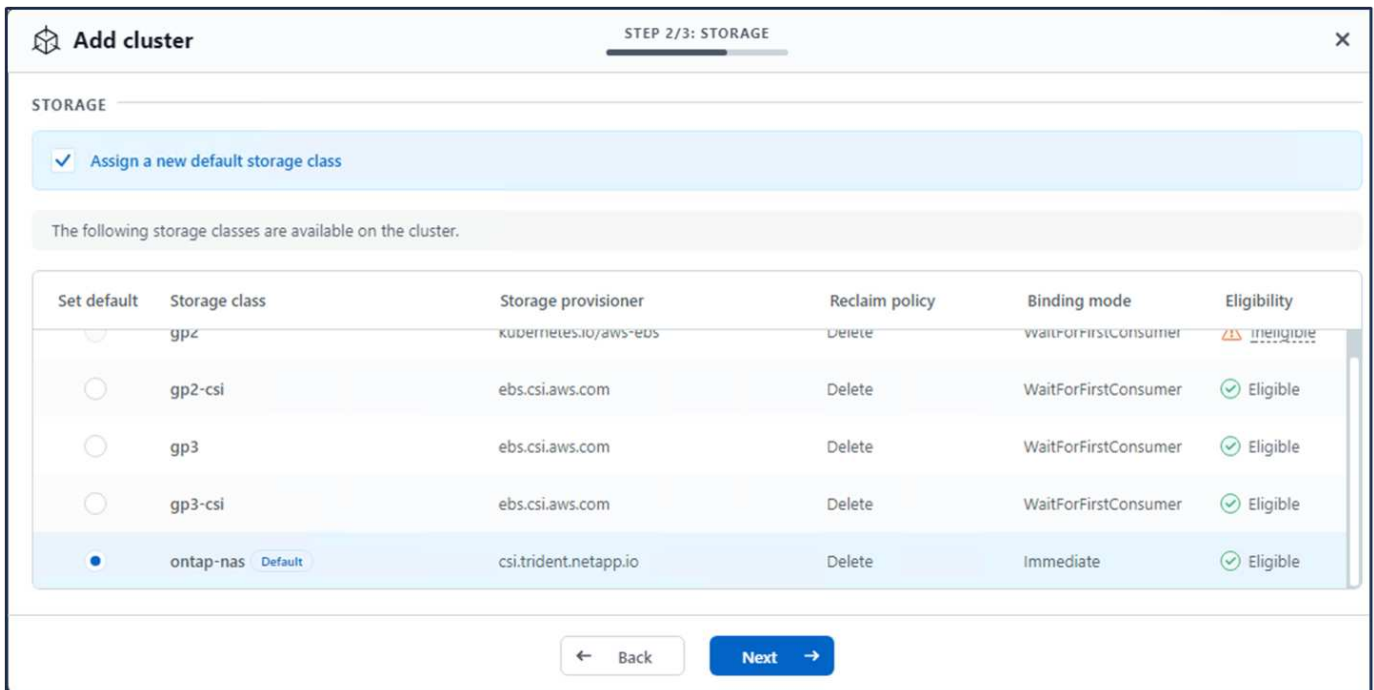 Add cluster
STEP 2/3: STORAGE
STORAGE
Assign a new default storage class
The following storage classes are available on the cluster.
Set default Storage class Storage provisioner Reclaim policy Binding mode Eligibility
gp2 kubernetes.io/aws-ebs Delete WaitForFirstConsumer Ineligible
gp2-csi ebs.csi.aws.com Delete WaitForFirstConsumer Eligible
gp3 ebs.csi.aws.com Delete WaitForFirstConsumer Eligible
gp3-csi ebs.csi.aws.com Delete WaitForFirstConsumer Eligible
ontap-nas Default csi.trident.netapp.io Delete Immediate Eligible
Back Next